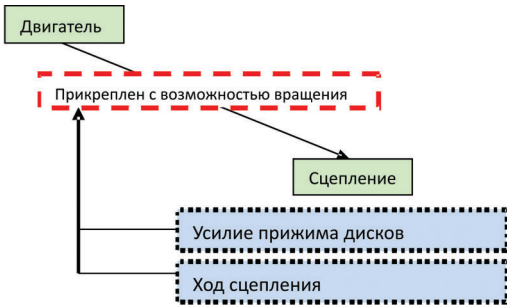 Двигатель
Прикреплен с возможностью вращения
Сцепление
Усилие прижима дисков
Ход сцепления